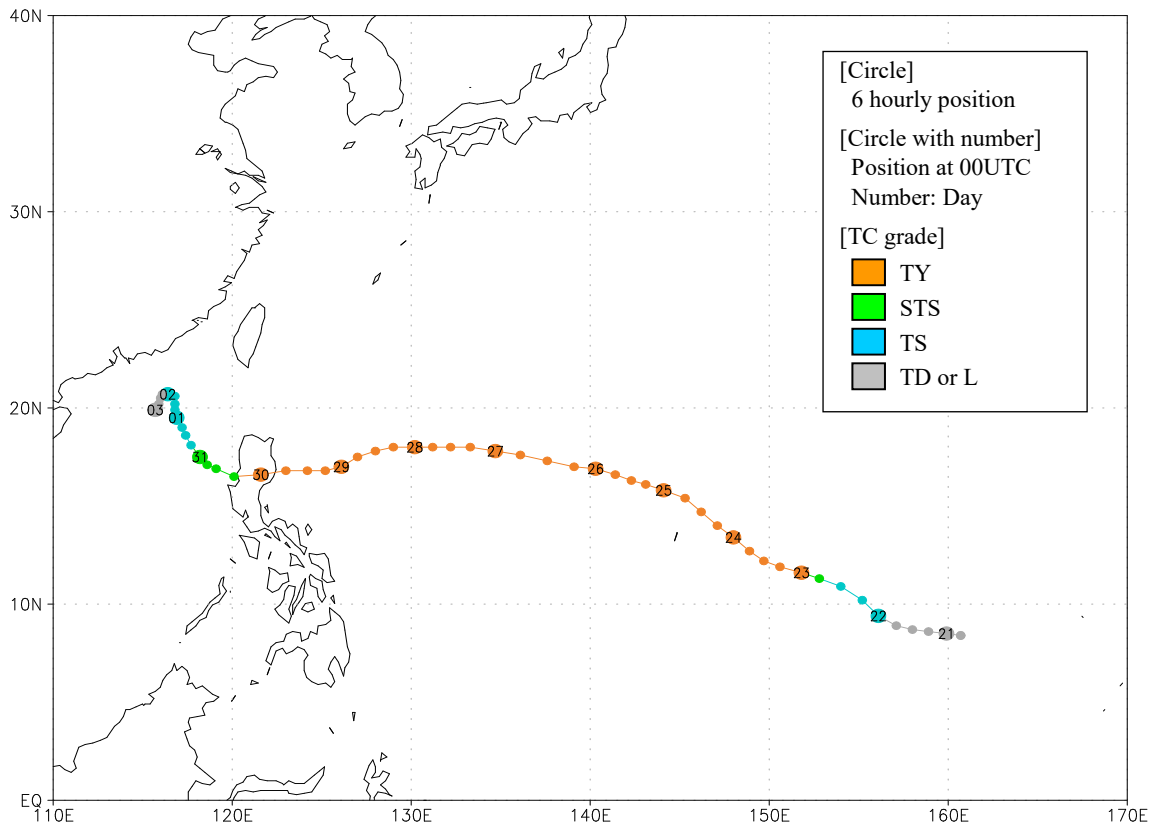 40N
[Circle]
6 hourly position
[Circle with number]
Position at 00UTC
Number: Day
30N
[TC grade]
TY
STS
TS
TD or L
20N
02
03
01
31
30
29
28
27
26
25
24
23
22
21
10N
EQ
110E 120E 130E 140E 150E 160E 170E